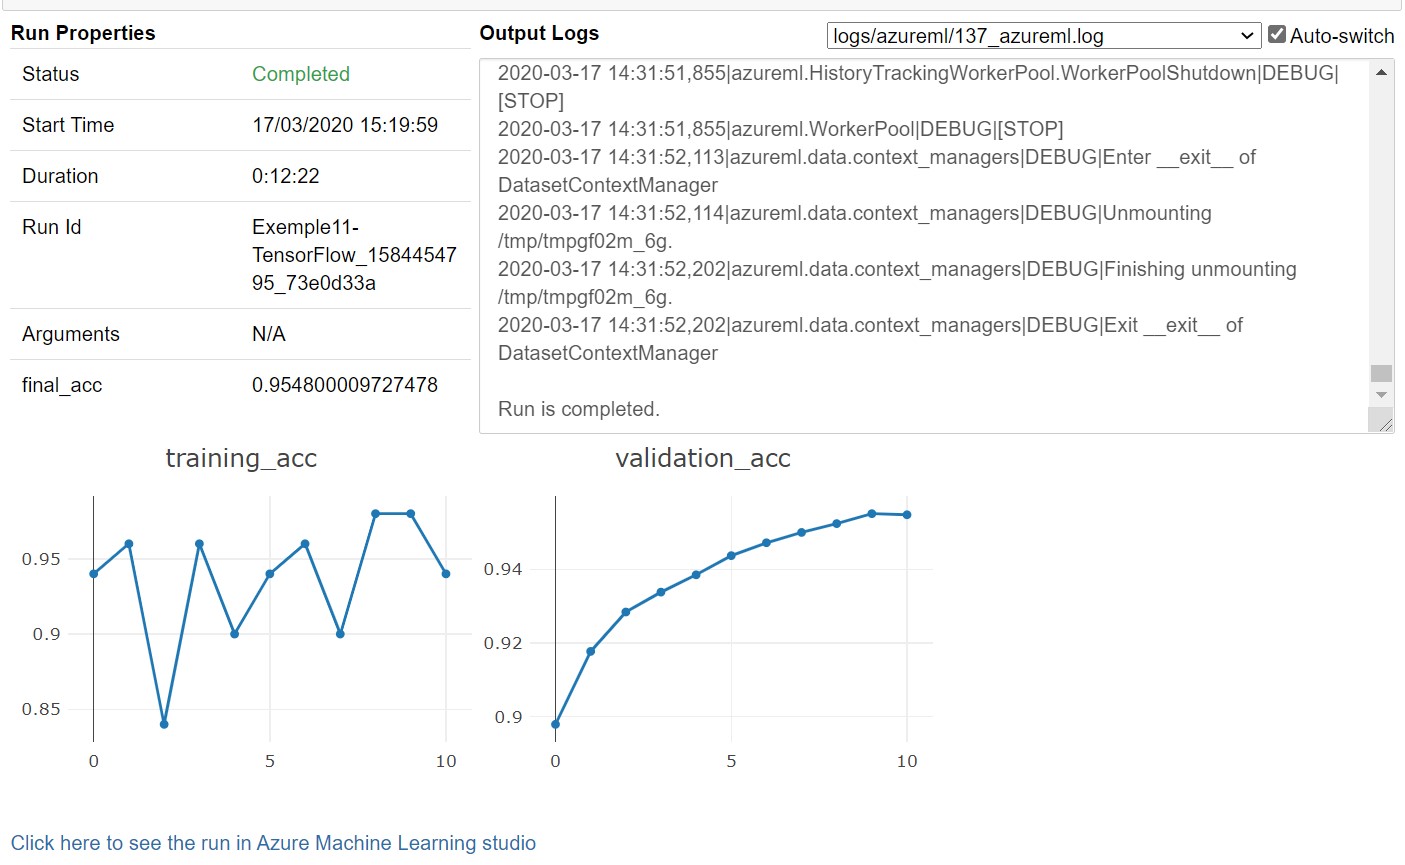 Run Properties
Status Completed
Start Time 17/03/2020 15:19:59
Duration 0:12:22
Run Id Exemple11-
TensorFlow_15844547
95_73e0d33a
Arguments N/A
final_acc 0.954800009727478
Output Logs
logs/azureml/137_azureml.log
Auto-switch
2020-03-17 14:31:51,855|azureml.HistoryTrackingWorkerPool.WorkerPoolShutdown|DEBUG|
[STOP]
2020-03-17 14:31:51,855|azureml.WorkerPool|DEBUG|[STOP]
2020-03-17 14:31:52,113|azureml.data.context_managers|DEBUG|Enter __exit__ of
DatasetContextManager
2020-03-17 14:31:52,114|azureml.data.context_managers|DEBUG|Unmounting
/tmp/tmpgf02m_6g.
2020-03-17 14:31:52,202|azureml.data.context_managers|DEBUG|Finishing unmounting
/tmp/tmpgf02m_6g.
2020-03-17 14:31:52,202|azureml.data.context_managers|DEBUG|Exit __exit__ of
DatasetContextManager
Run is completed.
training_acc
0.95
0.9
0.85
0 5 10
validation_acc
0.94
0.92
0.9
0 5 10
Click here to see the run in Azure Machine Learning studio